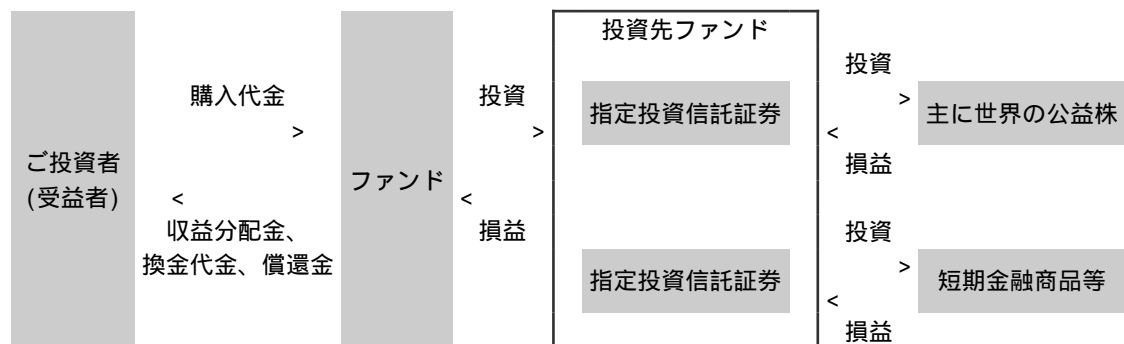 投資先ファンド
投資
購入代金
投資
指定投資信託証券
>
主に世界の公益株
>
>
<
ご投資者
(受益者)
ファンド
損益
<
<
収益分配金、
換金代金、償還金
損益
投資
指定投資信託証券
>
短期金融商品等
<
損益